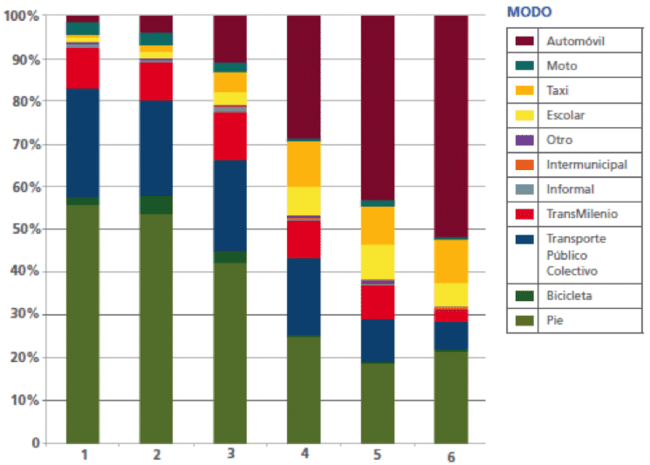 100%
90%
80%
70%
60%
50%
40%
30%
20%
10%
0
1 2 3 4 5 6
MODO
Automóvil
Moto
Taxi
Escolar
Otro
Intermunicipal
Informal
TransMilenio
Transporte
Público
Colectivo
Bicicleta
Pie